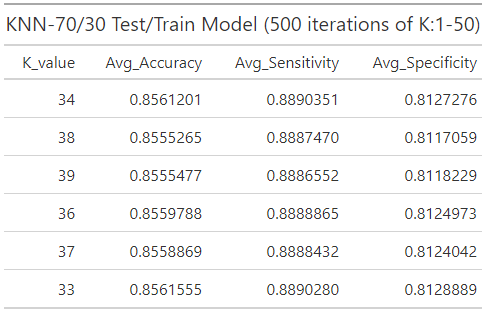 KNN-70/30 Test/Train Model (500 iterations of K:1-50)
K_value Avg_Accuracy Avg_Sensitivity Avg_Specificity
34 0.8561201 0.8890351 0.8127276
38 0.8555265 0.8887470 0.8117059
39 0.8555477 0.8886552 0.8118229
36 0.8559788 0.8888865 0.8124973
37 0.8558869 0.8888432 0.8124042
33 0.8561555 0.8890280 0.8128889